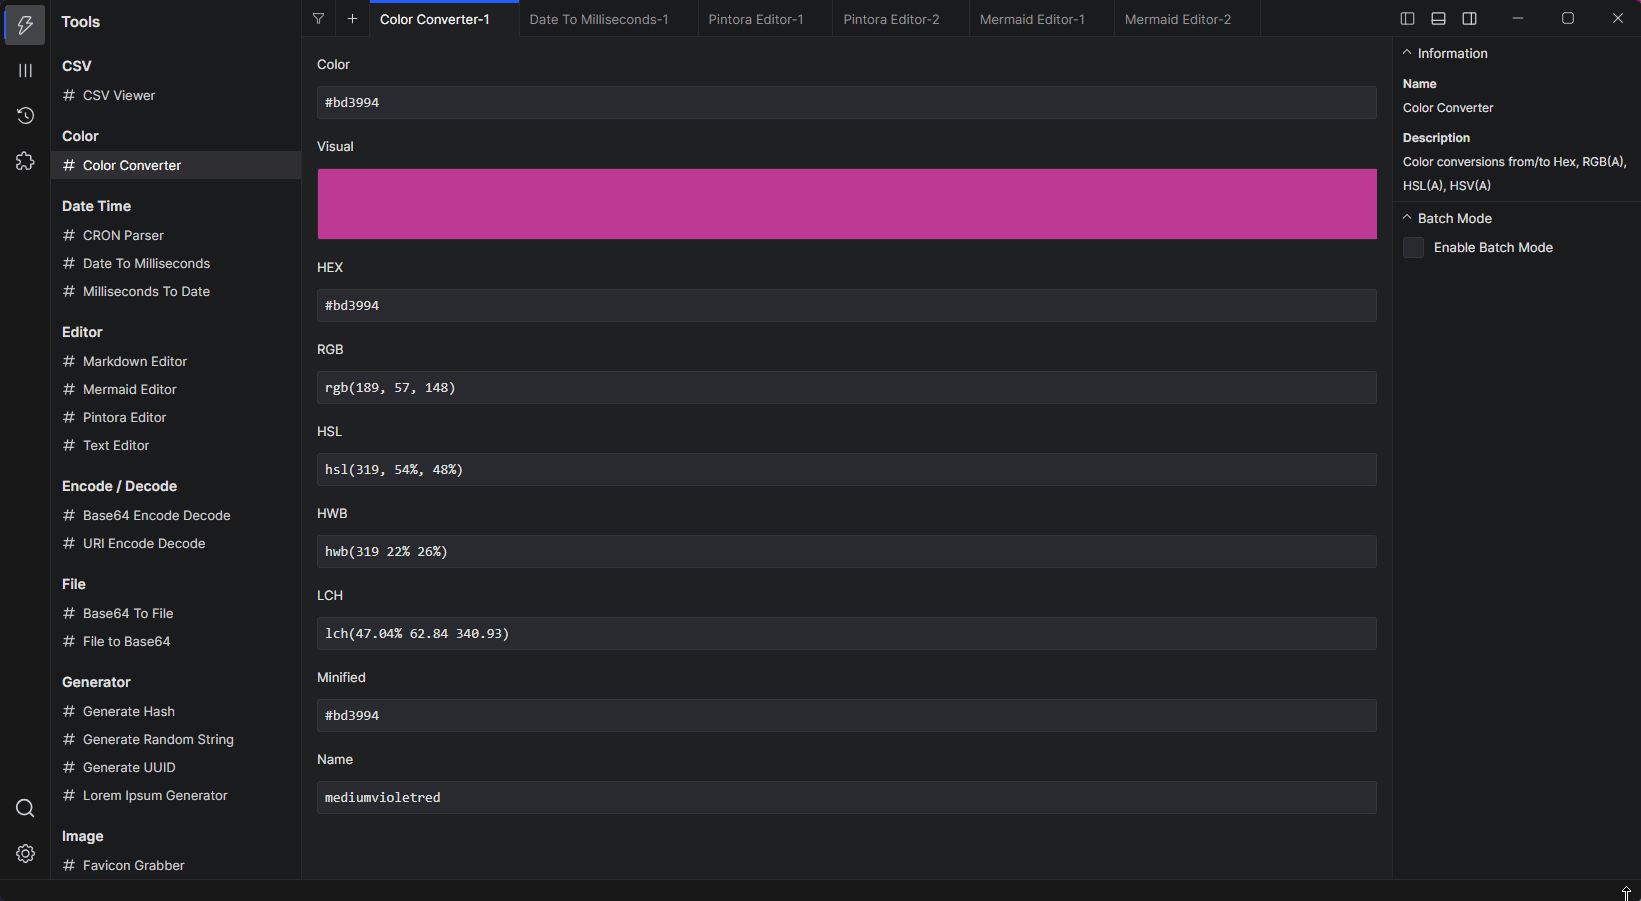 Tools
CSV
# CSV Viewer
Color
# Color Converter
Date Time
# CRON Parser
# Date To Milliseconds
# Milliseconds To Date
Editor
# Markdown Editor
# Mermaid Editor
# Pintora Editor
# Text Editor
Encode / Decode
# Base64 Encode Decode
# URI Encode Decode
File
# Base64 To File
# File to Base64
Generator
# Generate Hash
# Generate Random String
# Generate UUID
# Lorem Ipsum Generator
Image
# Favicon Grabber
Color Converter-1
Date To Milliseconds-1
Pintora Editor-1
Pintora Editor-2
Mermaid Editor-1
Mermaid Editor-2
Color
#bd3994
Visual
HEX
#bd3994
RGB
rgb(189, 57, 148)
HSL
hsl(319, 54%, 48%)
HWB
hwb(319 22% 26%)
LCH
lch(47.04% 62.84 340.93)
Minified
#bd3994
Name
mediumvioletred
Information
Name
Color Converter
Description
Color conversions from/to Hex, RGB(A),
HSL(A), HSV(A)
Batch Mode
Enable Batch Mode